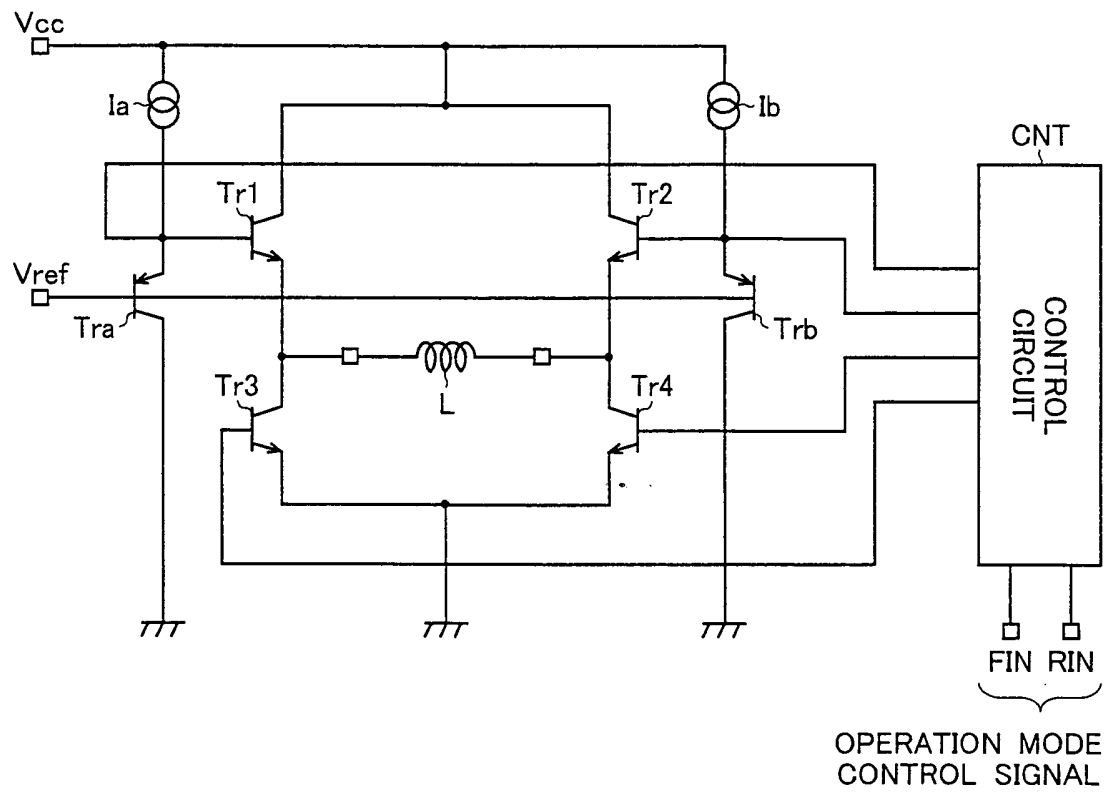 Vcc
Ia
Ib
CNT
Tr1
Tr2
Vref
Tra
Trb
CONTROL
CIRCUIT
Tr3
L
Tr4
FIN RIN
OPERATION MODE
CONTROL SIGNAL